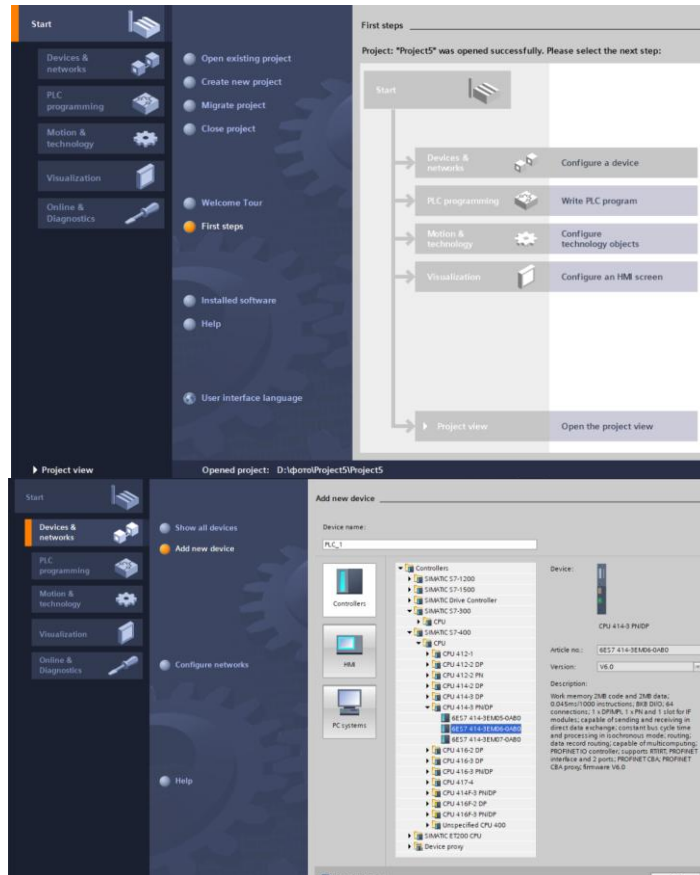 Start
Devices &
networks
PLC
programming
Motion &
technology
Visualization
Online &
Diagnostics
Project view
Open existing project
Create new project
Migrate project
Close project
Welcome Tour
First steps
Installed software
Help
User interface language
Opened project: D:\фото\Project5\Project5
First steps
Project: "Project5" was opened successfully. Please select the next step:
Start
Devices &
networks
Configure a device
PLC programming
Write PLC program
Motion &
technology
Configure
technology objects
Visualization
Configure an HMI screen
Project view
Open the project view
Start
Devices &
networks
PLC
programming
Motion &
technology
Visualization
Online &
Diagnostics
Show all devices
Add new device
Configure networks
Help
Add new device
Device name:
PLC_1
Controllers
HMI
PC systems
Controllers
SIMATIC S7-1200
SIMATIC S7-1500
SIMATIC Drive Controller
SIMATIC S7-300
CPU
SIMATIC S7-400
CPU
CPU 412-1
CPU 412-2 DP
CPU 412-2 PN
CPU 414-2 DP
CPU 414-3 DP
CPU 414-3 PN/DP
6ES7 414-3EM05-0AB0
6ES7 414-3EM06-0AB0
6ES7 414-3EM07-0AB0
CPU 416-2 DP
CPU 416-3 DP
CPU 416-3 PN/DP
CPU 417-4
CPU 414F-3 PN/DP
CPU 416F-2 DP
CPU 416F-3 PN/DP
Unspecified CPU 400
SIMATIC ET200 CPU
Device proxy
Device:
CPU 414-3 PN/DP
Article no.: 6ES7 414-3EM06-0AB0
Version: V6.0
Description:
Work memory 2MB code and 2MB data;
0.045ms/1000 instructions; 8KB DI/O; 64
connections; 1 x DP/MPI, 1 x PN and 1 slot for IF
modules; capable of sending and receiving in
direct data exchange; constant bus cycle time
and processing in isochronous mode; routing;
data record routing; capable of multicomputing;
PROFINET IO controller; supports RT/IRT; PROFINET
interface and 2 ports; PROFINET CBA; PROFINET
CBA proxy; firmware V6.0